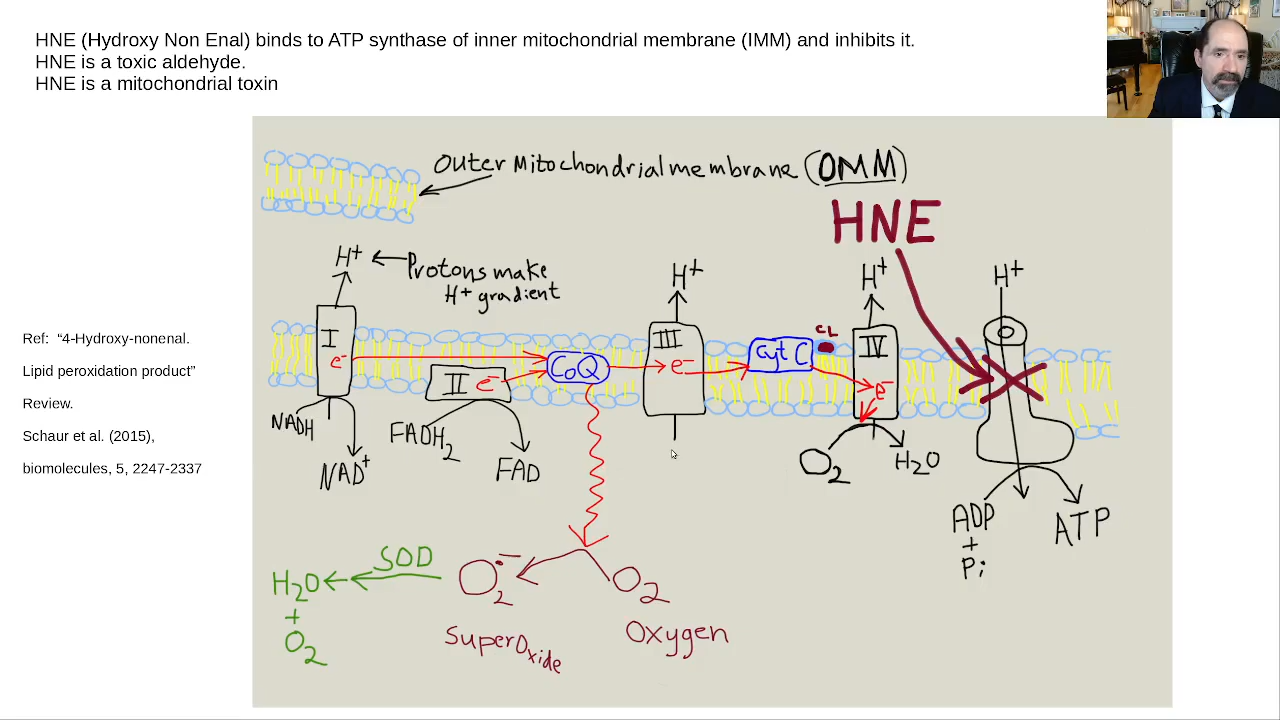 HNE (Hydroxy Non Enal) binds to ATP synthase of inner mitochondrial membrane (IMM) and inhibits it.
HNE is a toxic aldehyde.
HNE is a mitochondrial toxin
Outer Mitochondrial membrane (OMM)
HNE
H+ ← Protons make
H+ gradient
H+
H+
H+
I
e-
II
e-
CoQ
III
e-
Cyt C
CL
IV
e-
NADH
NAD+
FADH2
FAD
O2
H2O
ADP
+
Pi
ATP
Ref: “4-Hydroxy-nonenal.
Lipid peroxidation product”
Review.
Schaur et al. (2015),
biomolecules, 5, 2247-2337
H2O
+
O2
SOD
O2•−
SuperOxide
O2
Oxygen